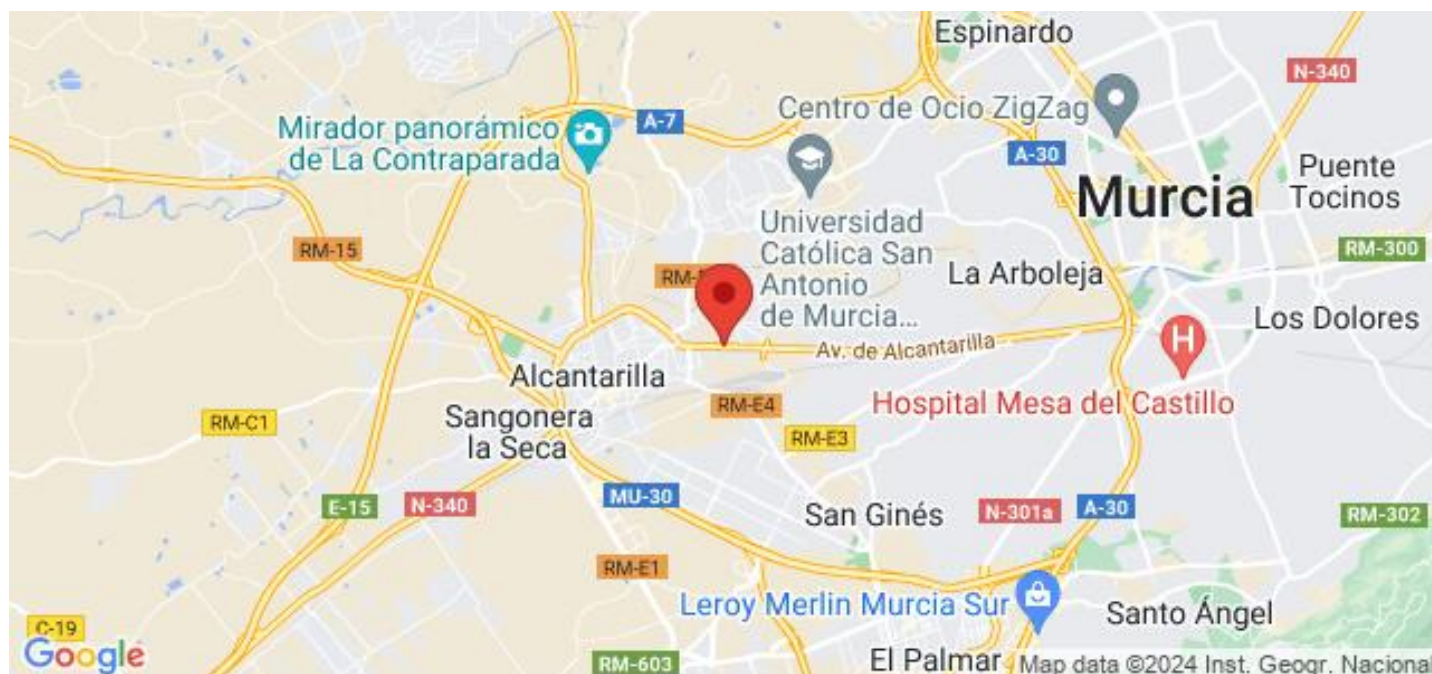 Espinardo
N-340
Centro de Ocio ZigZag
A-7
Mirador panorámico
de La Contraparada
A-30
Puente
Tocinos
Murcia
Universidad
Católica San
Antonio
de Murcia...
RM-15
RM-300
La Arboleja
Los Dolores
Av. de Alcantarilla
Alcantarilla
Hospital Mesa del Castillo
RM-E4
RM-C1
Sangonera
la Seca
RM-E3
MU-30
E-15
N-340
San Ginés
N-301a
A-30
RM-302
RM-E1
Leroy Merlin Murcia Sur
Santo Ángel
C-19
Google
RM-603
El Palmar
Map data ©2024 Inst. Geogr. Nacional